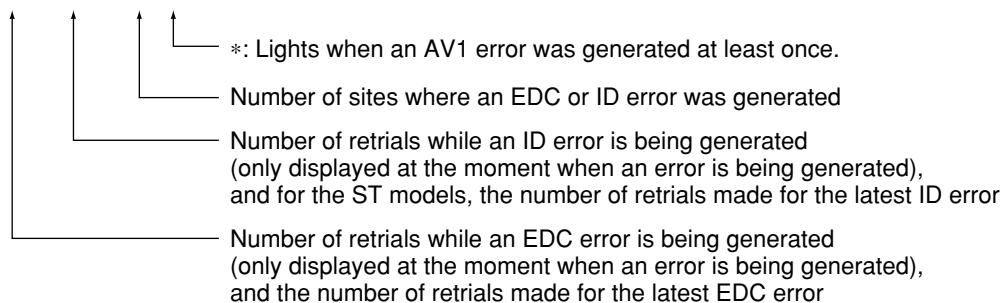 ∗: Lights when an AV1 error was generated at least once.
Number of sites where an EDC or ID error was generated
Number of retrials while an ID error is being generated
(only displayed at the moment when an error is being generated),
and for the ST models, the number of retrials made for the latest ID error
Number of retrials while an EDC error is being generated
(only displayed at the moment when an error is being generated),
and the number of retrials made for the latest EDC error